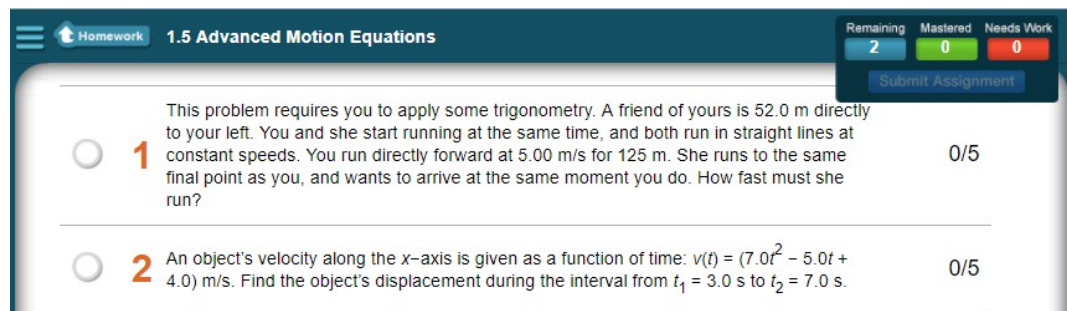 Homework 1.5 Advanced Motion Equations
Remaining Mastered Needs Work
2 0 0
Submit Assignment
This problem requires you to apply some trigonometry. A friend of yours is 52.0 m directly
to your left. You and she start running at the same time, and both run in straight lines at
1 constant speeds. You run directly forward at 5.00 m/s for 125 m. She runs to the same 0/5
final point as you, and wants to arrive at the same moment you do. How fast must she
run?
2 An object’s velocity along the x–axis is given as a function of time: v(t) = (7.0t² – 5.0t + 0/5
4.0) m/s. Find the object’s displacement during the interval from t₁ = 3.0 s to t₂ = 7.0 s.